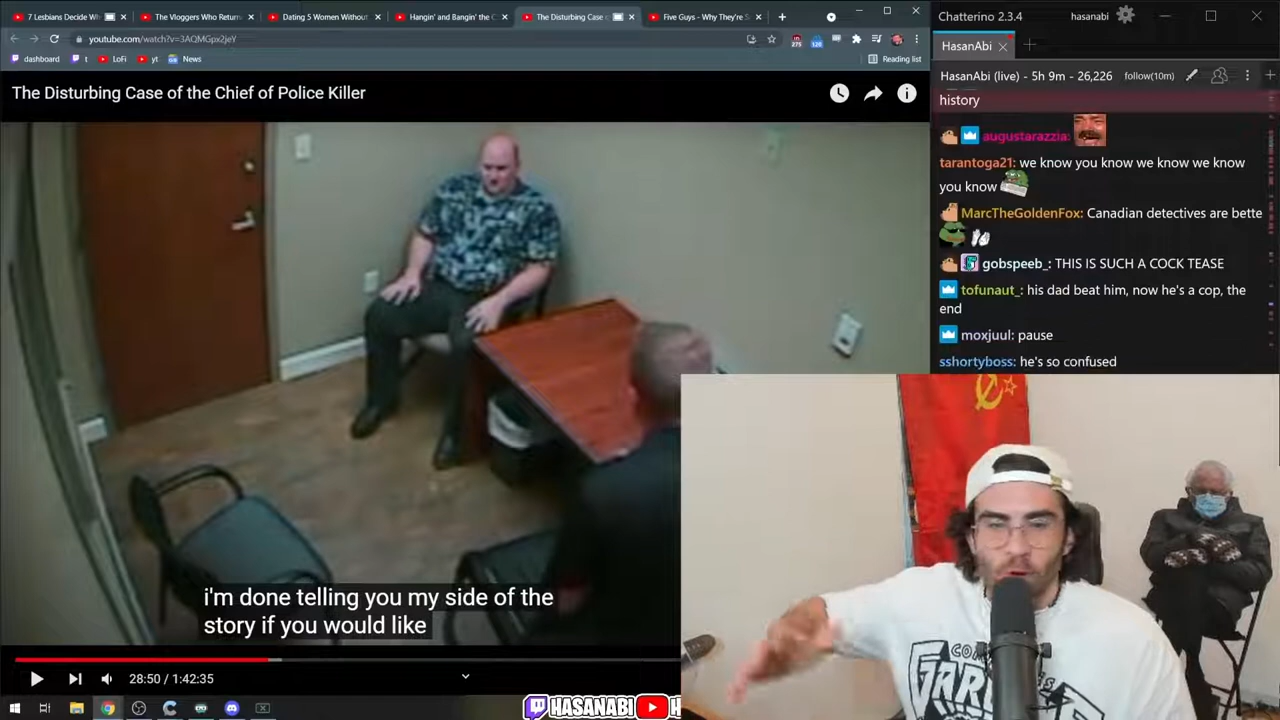 7 Lesbians Decide Wh
The Vloggers Who Return
Dating 5 Women Without
Hangin' and Bangin' the C
The Disturbing Case o
Five Guys - Why They're S
youtube.com/watch?v=3AQMGpx2jeY
dashboard
t
LoFi
yt
News
Reading list
The Disturbing Case of the Chief of Police Killer
i'm done telling you my side of the
story if you would like
28:50 / 1:42:35
HASANABI
H
Chatterino 2.3.4
hasanabi
HasanAbi
HasanAbi (live) - 5h 9m - 26,226
follow(10m)
history
augustarazzia:
tarantoga21: we know you know we know we know
you know
MarcTheGoldenFox: Canadian detectives are bette
gobspeeb_: THIS IS SUCH A COCK TEASE
tofunaut_: his dad beat him, now he's a cop, the
end
moxjuul: pause
sshortyboss: he's so confused